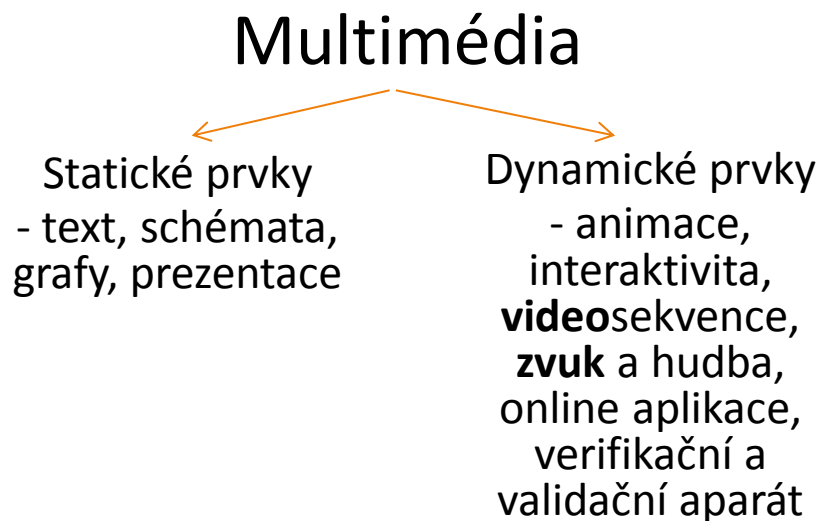 Multimédia
Statické prvky
- text, schémata,
grafy, prezentace
Dynamické prvky
- animace,
interaktivita,
videosekvence,
zvuk a hudba,
online aplikace,
verifikační a
validační aparát